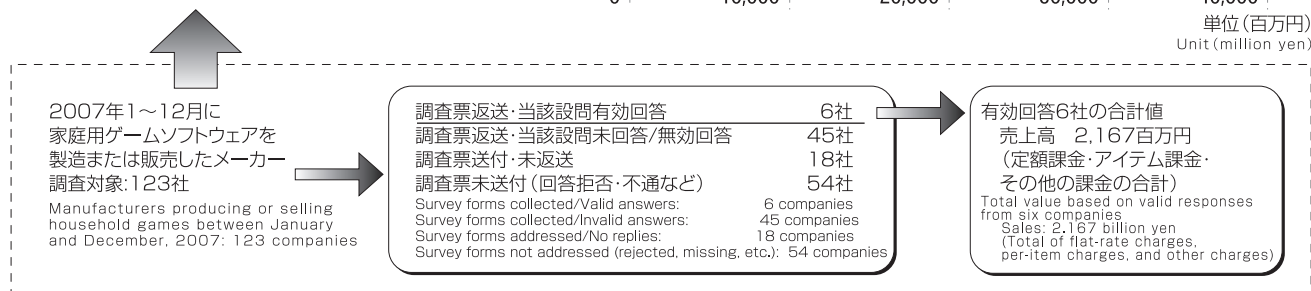 単位(百万円)
Unit(million yen)
2007年1～12月に
家庭用ゲームソフトウェアを
製造または販売したメーカー
調査対象:123社
Manufacturers producing or selling
household games between January
and December, 2007: 123 companies
調査票返送・当該設問有効回答 6社
調査票返送・当該設問未回答/無効回答 45社
調査票送付・未返送 18社
調査票未送付(回答拒否・不通など) 54社
Survey forms collected/Valid answers: 6 companies
Survey forms collected/Invalid answers: 45 companies
Survey forms addressed/No replies: 18 companies
Survey forms not addressed (rejected, missing, etc.): 54 companies
有効回答6社の合計値
売上高 2,167百万円
(定額課金・アイテム課金・
その他の課金の合計)
Total value based on valid responses
from six companies
Sales: 2.167 billion yen
(Total of flat-rate charges,
per-item charges, and other charges)